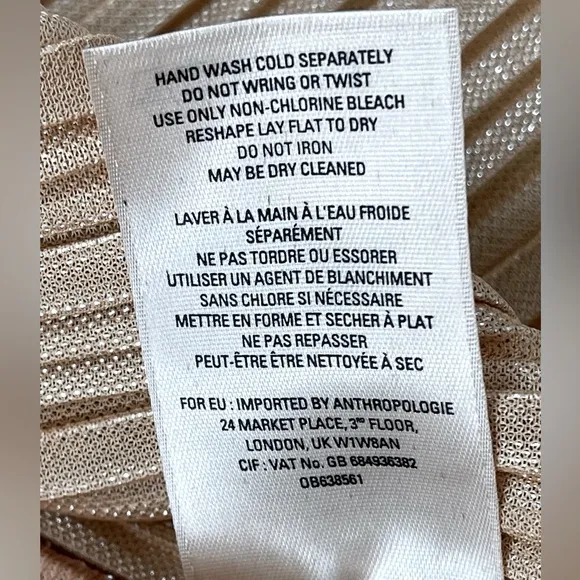 HAND WASH COLD SEPARATELY
DO NOT WRING OR TWIST
USE ONLY NON-CHLORINE BLEACH
RESHAPE LAY FLAT TO DRY
DO NOT IRON
MAY BE DRY CLEANED
LAVER À LA MAIN À L'EAU FROIDE
SÉPARÉMENT
NE PAS TORDRE OU ESSORER
UTILISER UN AGENT DE BLANCHIMENT
SANS CHLORE SI NÉCESSAIRE
METTRE EN FORME ET SECHER À PLAT
NE PAS REPASSER
PEUT-ÊTRE ÊTRE NETTOYÉE À SEC
FOR EU : IMPORTED BY ANTHROPOLOGIE
24 MARKET PLACE, 3RD FLOOR,
LONDON, UK W1W8AN
CIF : VAT No. GB 684936382
OB638561